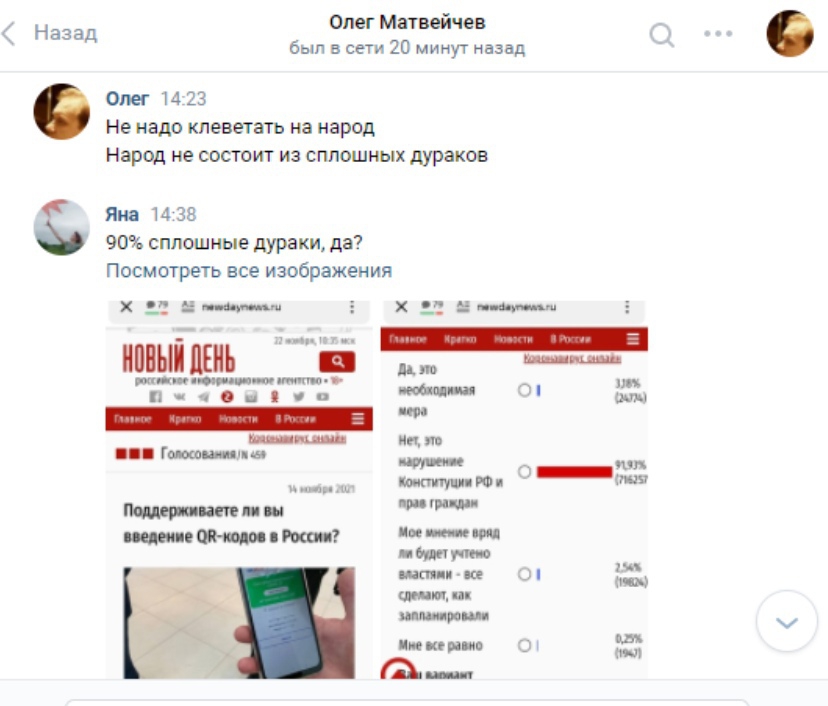 Назад
Олег Матвейчев
был в сети 20 минут назад
Олег 14:23
Не надо клеветать на народ
Народ не состоит из сплошных дураков
Яна 14:38
90% сплошные дураки, да?
Посмотреть все изображения
79 newdaynews.ru
22 ноября, 10:35 мск
НОВЫЙ ДЕНЬ
российское информационное агентство • 18+
Главное Кратко Новости В России
Коронавирус онлайн
Голосования/N 459
14 ноября 2021
Поддерживаете ли вы
введение QR-кодов в России?
79 newdaynews.ru
Главное Кратко Новости В России
Коронавирус онлайн
Да, это
необходимая
мера
3,18%
(24774)
Нет, это
нарушение
Конституции РФ и
прав граждан
91,93%
(716257
Мое мнение вряд
ли будет учтено
властями - все
сделают, как
запланировали
2,54%
(19824)
Мне все равно
0,25%
(1947)
Ваш вариант